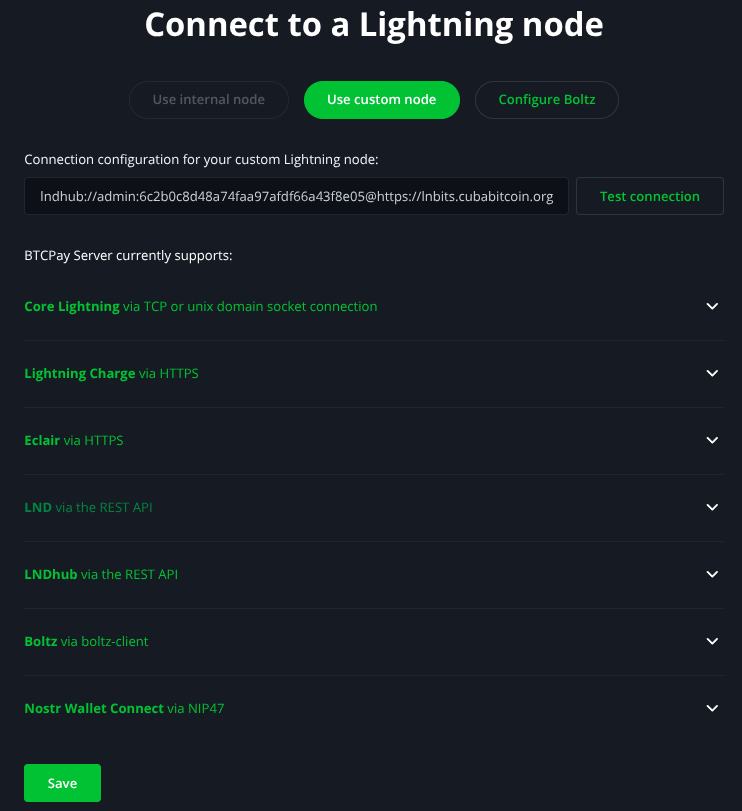 Connect to a Lightning node
Use internal node
Use custom node
Configure Boltz
Connection configuration for your custom Lightning node:
lndhub://admin:6c2b0c8d48a74faa97afdf66a43f8e05@https://lnbits.cubabitcoin.org
Test connection
BTCPay Server currently supports:
Core Lightning via TCP or unix domain socket connection
Lightning Charge via HTTPS
Eclair via HTTPS
LND via the REST API
LNDhub via the REST API
Boltz via boltz-client
Nostr Wallet Connect via NIP47
Save